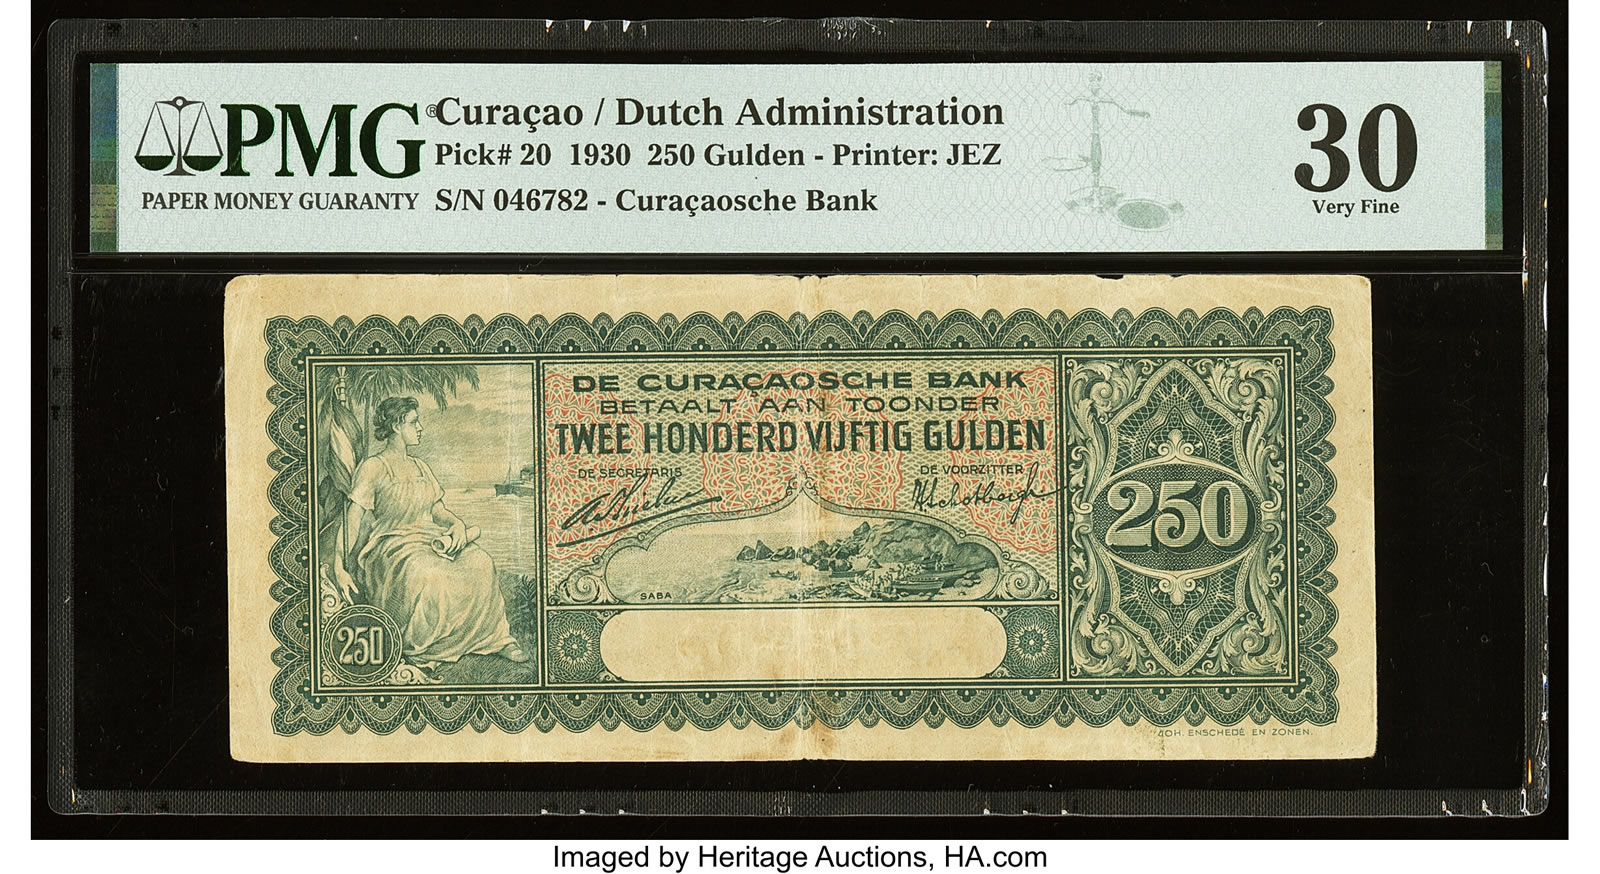 PMG®
PAPER MONEY GUARANTY
Curaçao / Dutch Administration
Pick# 20 1930 250 Gulden - Printer: JEZ
S/N 046782 - Curaçaosche Bank
30
Very Fine
DE CURAÇAOSCHE BANK
BETAALT AAN TOONDER
TWEE HONDERD VIJFTIG GULDEN
DE SECRETARIS
DE VOORZITTER
250
SABA
250
JOH. ENSCHEDÉ EN ZONEN.
Imaged by Heritage Auctions, HA.com